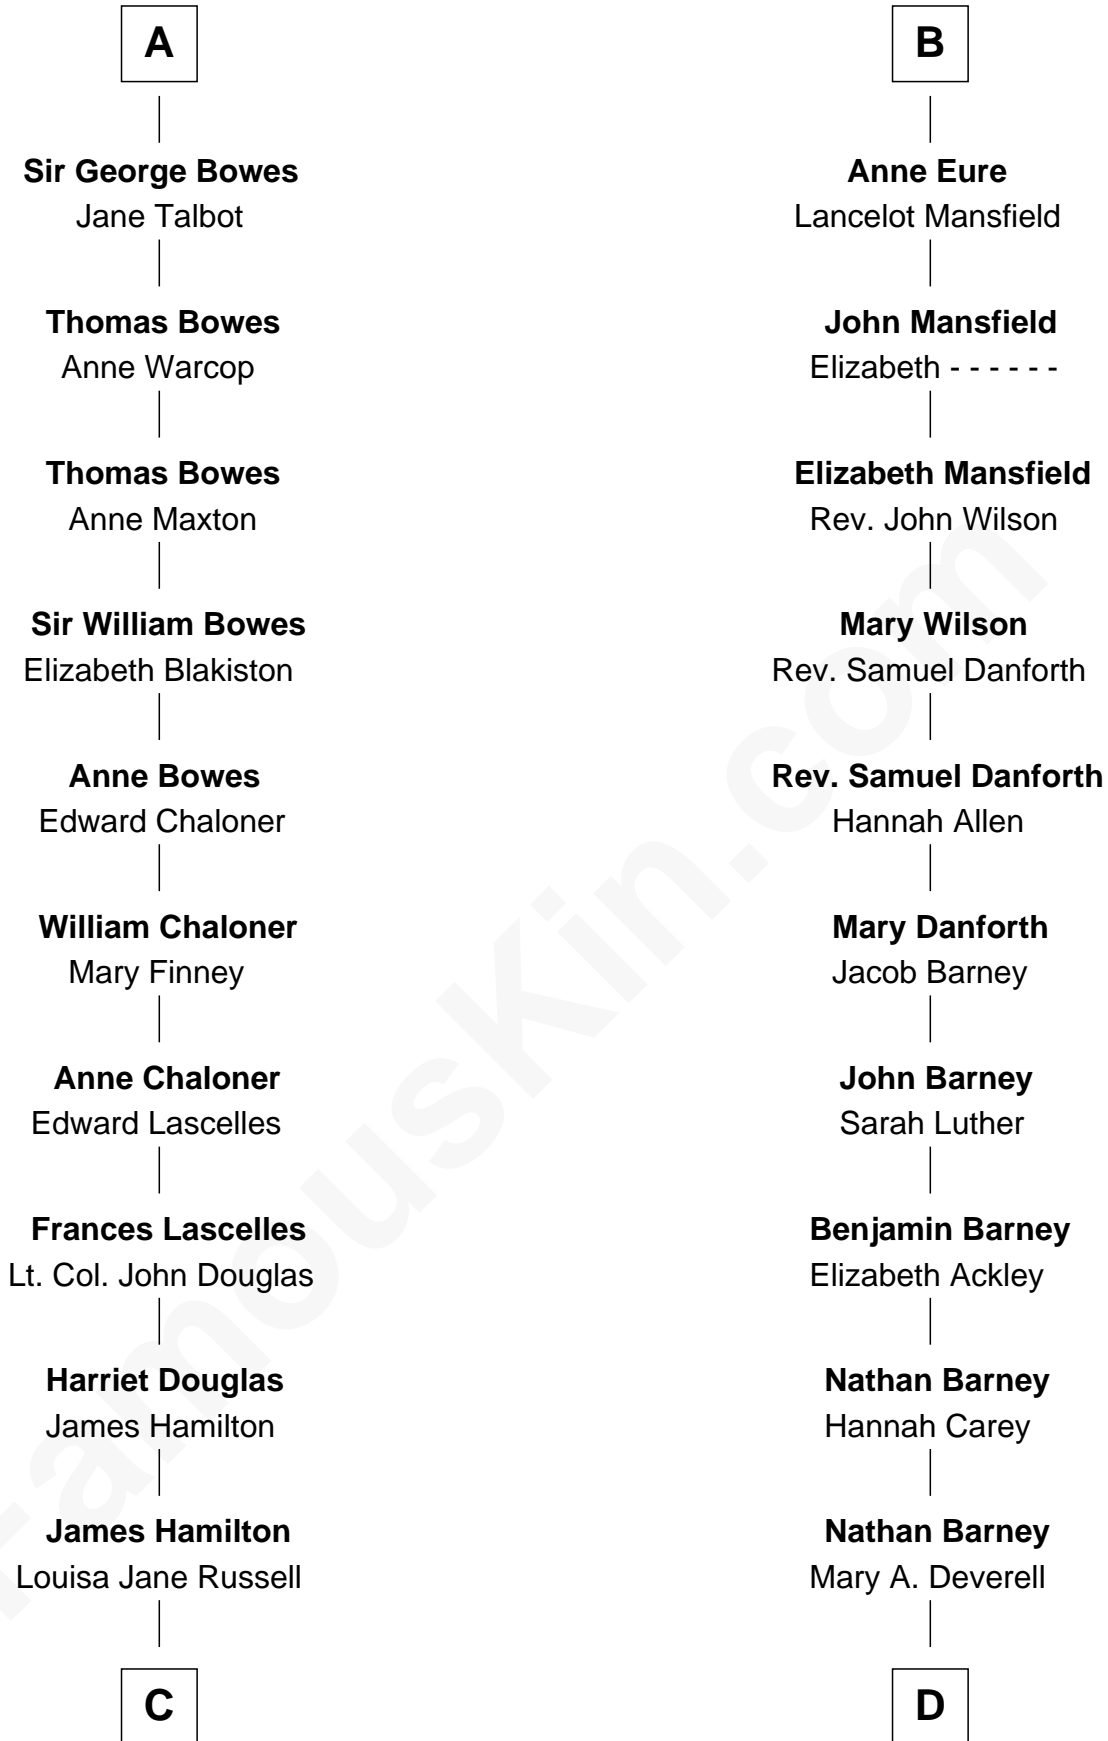 A
Sir George Bowes
Jane Talbot
Thomas Bowes
Anne Warcop
Thomas Bowes
Anne Maxton
Sir William Bowes
Elizabeth Blakiston
Anne Bowes
Edward Chaloner
William Chaloner
Mary Finney
Anne Chaloner
Edward Lascelles
Frances Lascelles
Lt. Col. John Douglas
Harriet Douglas
James Hamilton
James Hamilton
Louisa Jane Russell
C
B
Anne Eure
Lancelot Mansfield
John Mansfield
Elizabeth - - - - - -
Elizabeth Mansfield
Rev. John Wilson
Mary Wilson
Rev. Samuel Danforth
Rev. Samuel Danforth
Hannah Allen
Mary Danforth
Jacob Barney
John Barney
Sarah Luther
Benjamin Barney
Elizabeth Ackley
Nathan Barney
Hannah Carey
Nathan Barney
Mary A. Deverell
D
FamousKin.com